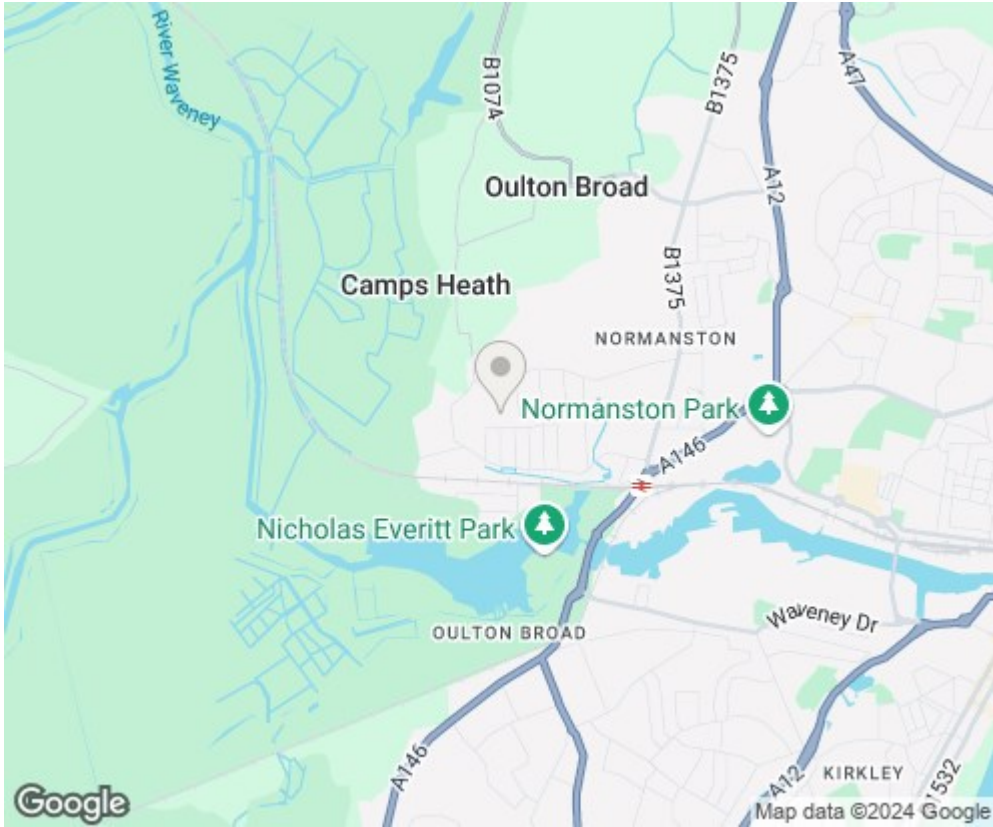 River Waveney
B1074
B1375
A47
A12
Oulton Broad
B1375
Camps Heath
NORMANSTON
Normanston Park
A146
Nicholas Everitt Park
Waveney Dr
OULTON BROAD
A146
A12
KIRKLEY
1532
Google
Map data ©2024 Google